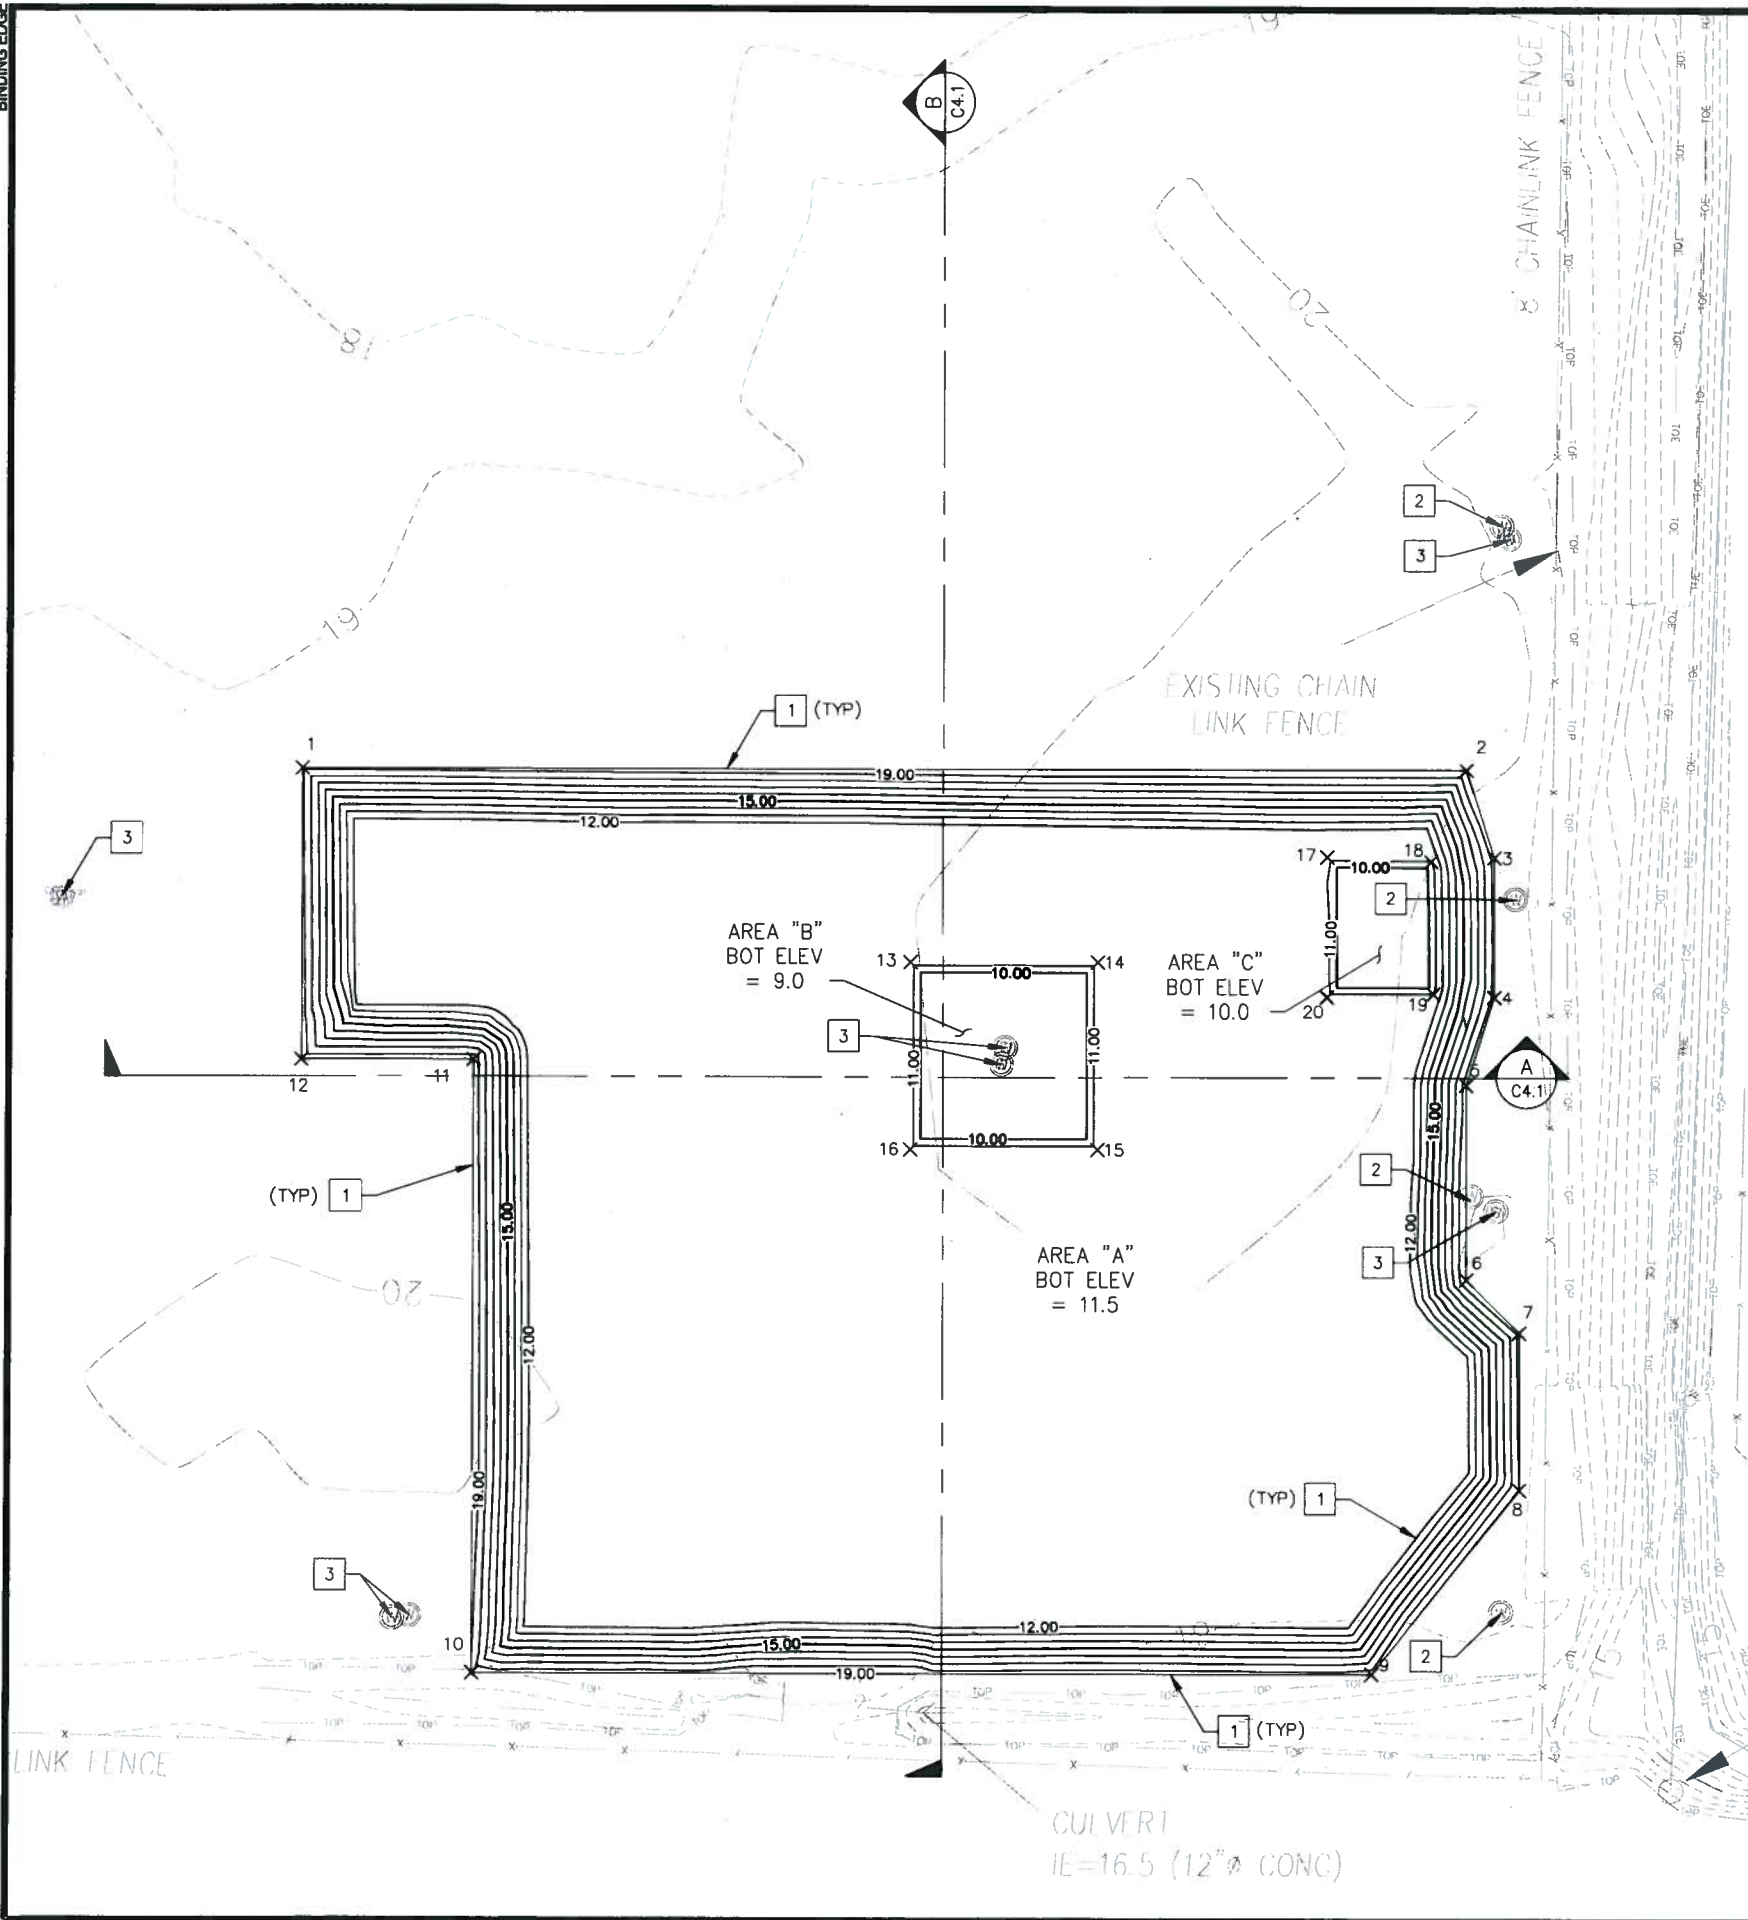 BINDING EDGE
19
B
C4.1
8' CHAINLINK FENCE
20
18
2
3
19
EXISTING CHAIN
LINK FENCE
1 (TYP)
1
2
19.00
15.00
12.00
3
17
18
3
10.00
2
AREA "B"
BOT ELEV
= 9.0
13
14
10.00
11.00
AREA "C"
BOT ELEV
= 10.0
20
19
4
3
11.00
11.00
12
11
5
A
C4.1
15.00
16
10.00
15
2
(TYP) 1
15.00
12.00
3
6
AREA "A"
BOT ELEV
= 11.5
20
7
12.00
19.00
(TYP) 1
8
15
3
10
12.00
15.00
19.00
9
2
1 (TYP)
LINK FENCE
CULVERT
IE=16.5 (12"Ø CONC)